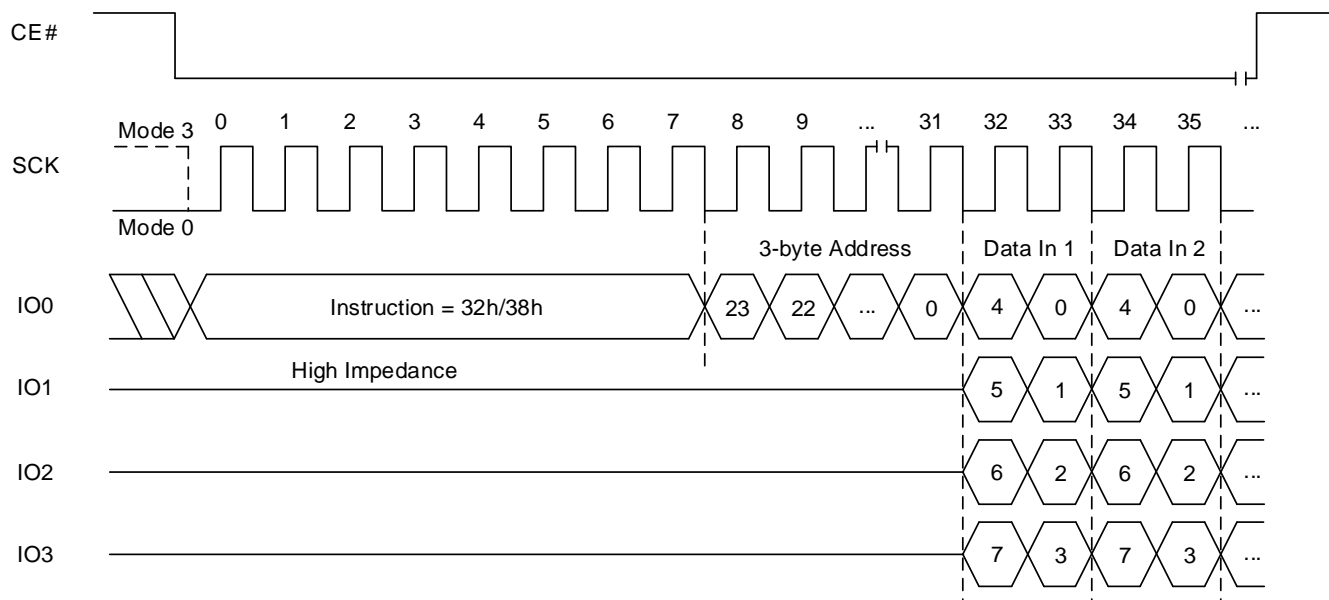 CE#
Mode 3 0 1 2 3 4 5 6 7 8 9 ... 31 32 33 34 35 ...
SCK
Mode 0
3-byte Address Data In 1 Data In 2
IO0 Instruction = 32h/38h 23 22 ... 0 4 0 4 0 ...
High Impedance
IO1 5 1 5 1 ...
IO2 6 2 6 2 ...
IO3 7 3 7 3 ...